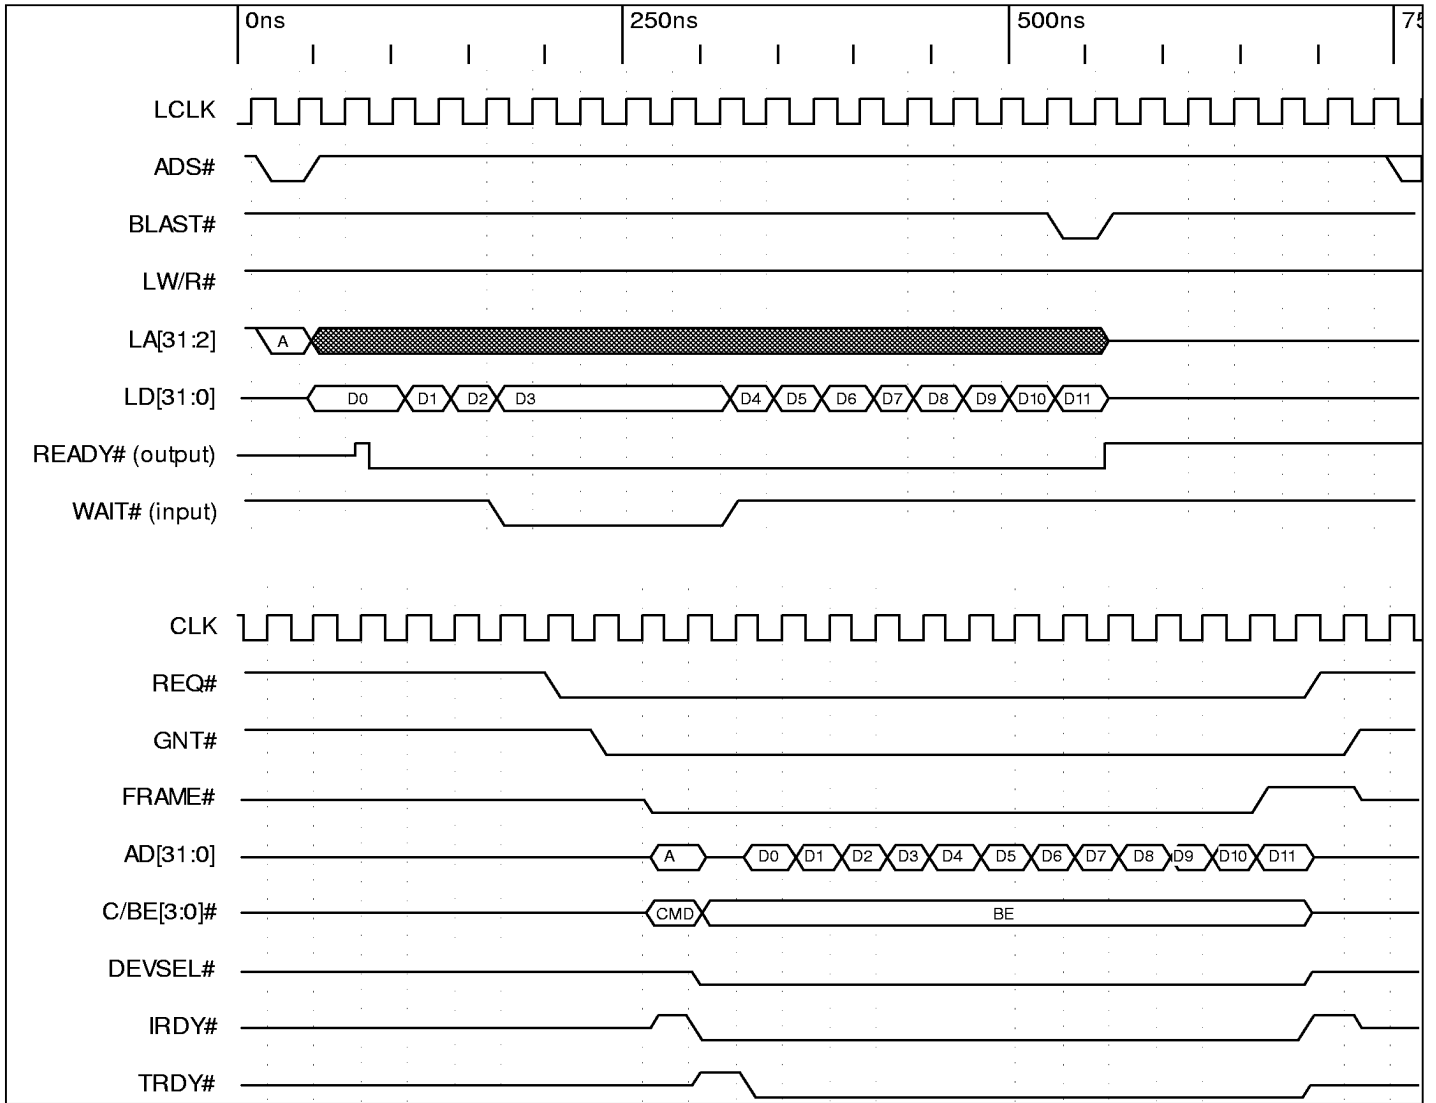 0ns 250ns 500ns 75
LCLK
ADS#
BLAST#
LW/R#
LA[31:2] A
LD[31:0] D0 D1 D2 D3 D4 D5 D6 D7 D8 D9 D10 D11
READY# (output)
WAIT# (input)
CLK
REQ#
GNT#
FRAME#
AD[31:0] A D0 D1 D2 D3 D4 D5 D6 D7 D8 D9 D10 D11
C/BE[3:0]# CMD BE
DEVSEL#
IRDY#
TRDY#